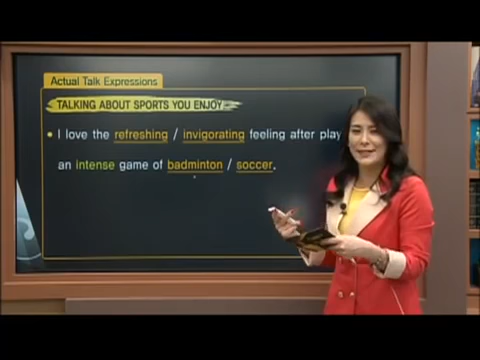 Actual Talk Expressions
TALKING ABOUT SPORTS YOU ENJOY
• I love the refreshing / invigorating feeling after play
an intense game of badminton / soccer.